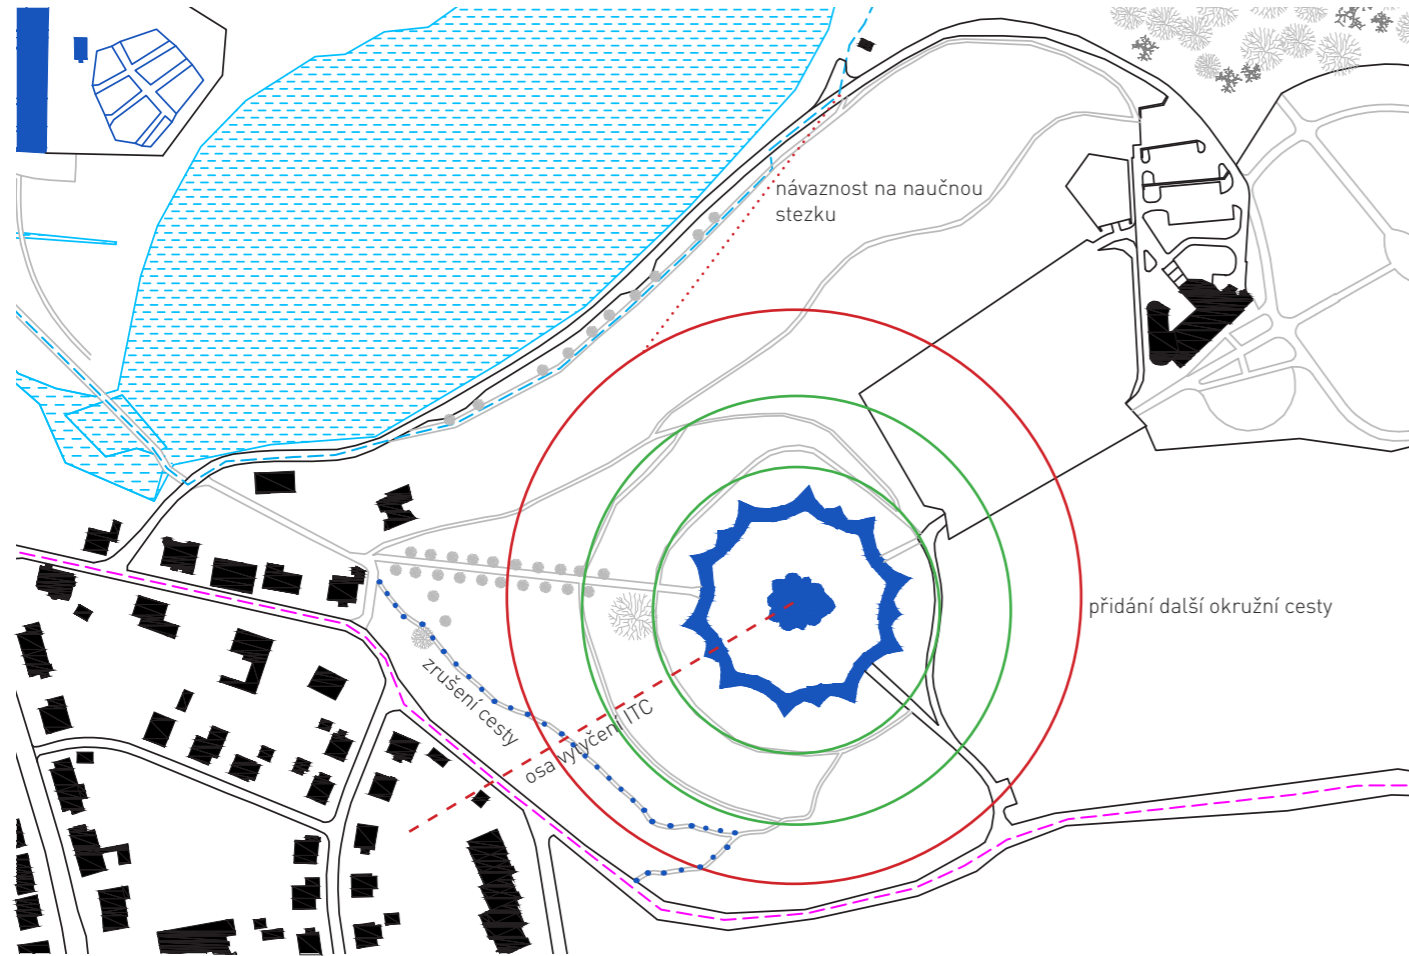 návaznost na naučnou
stezku
přidání další okružní cesty
zrušení cesty
osa vytyčení ITC